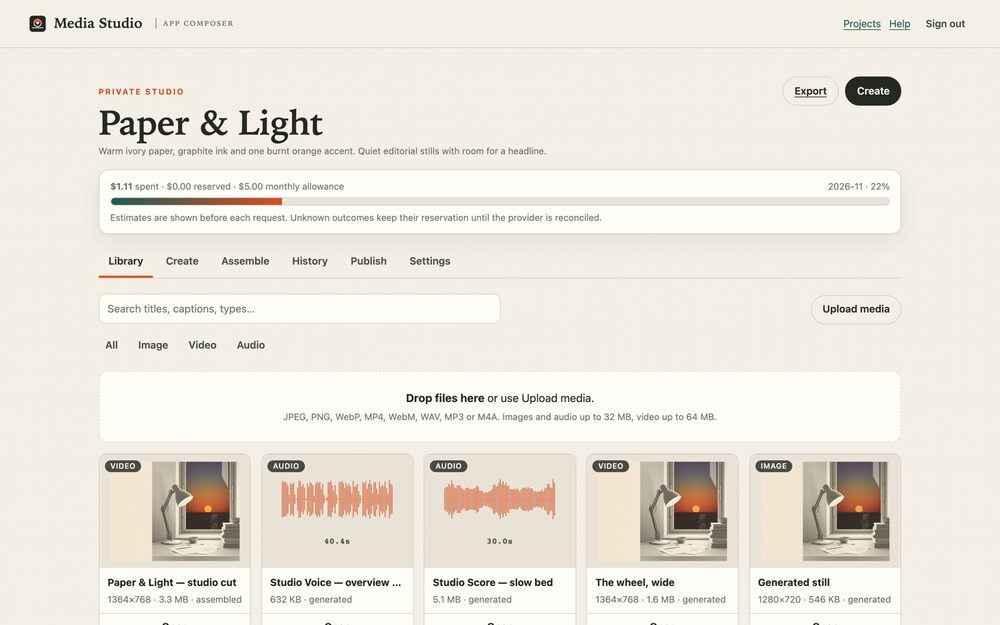 Media Studio
APP COMPOSER
Projects
Help
Sign out
PRIVATE STUDIO
Export
Create
Paper & Light
Warm ivory paper, graphite ink and one burnt orange accent. Quiet editorial stills with room for a headline.
$1.11 spent · $0.00 reserved · $5.00 monthly allowance
2026-11 · 22%
Estimates are shown before each request. Unknown outcomes keep their reservation until the provider is reconciled.
Library
Create
Assemble
History
Publish
Settings
Search titles, captions, types...
Upload media
All
Image
Video
Audio
Drop files here or use Upload media.
JPEG, PNG, WebP, MP4, WebM, WAV, MP3 or M4A. Images and audio up to 32 MB, video up to 64 MB.
VIDEO
Paper & Light — studio cut
1364×768 · 3.3 MB · assembled
AUDIO
40.4s
Studio Voice — overview ...
632 KB · generated
AUDIO
30.0s
Studio Score — slow bed
5.1 MB · generated
VIDEO
The wheel, wide
1364×768 · 1.6 MB · generated
IMAGE
Generated still
1280×720 · 546 KB · generated